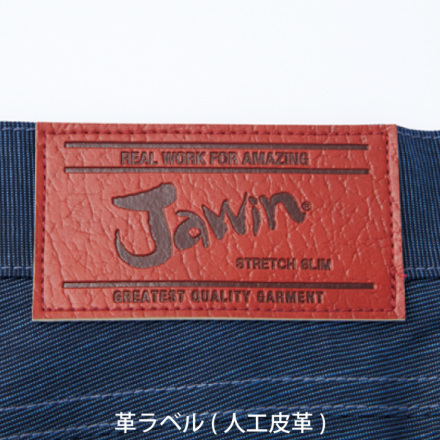 REAL WORK FOR AMAZING
Jawin®
STRETCH SLIM
GREATEST QUALITY GARMENT
革ラベル(人工皮革)